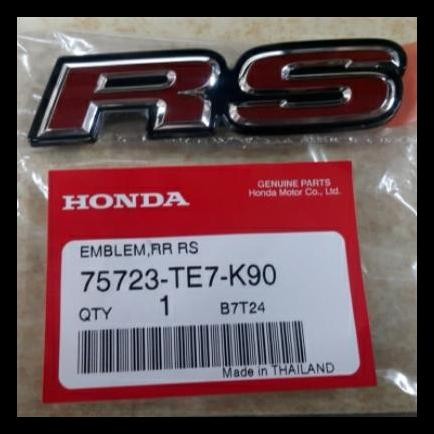 RS
HONDA
GENUINE PARTS
Honda Motor Co., Ltd.
EMBLEM,RR RS
75723-TE7-K90
QTY 1 B7T24
Made in THAILAND